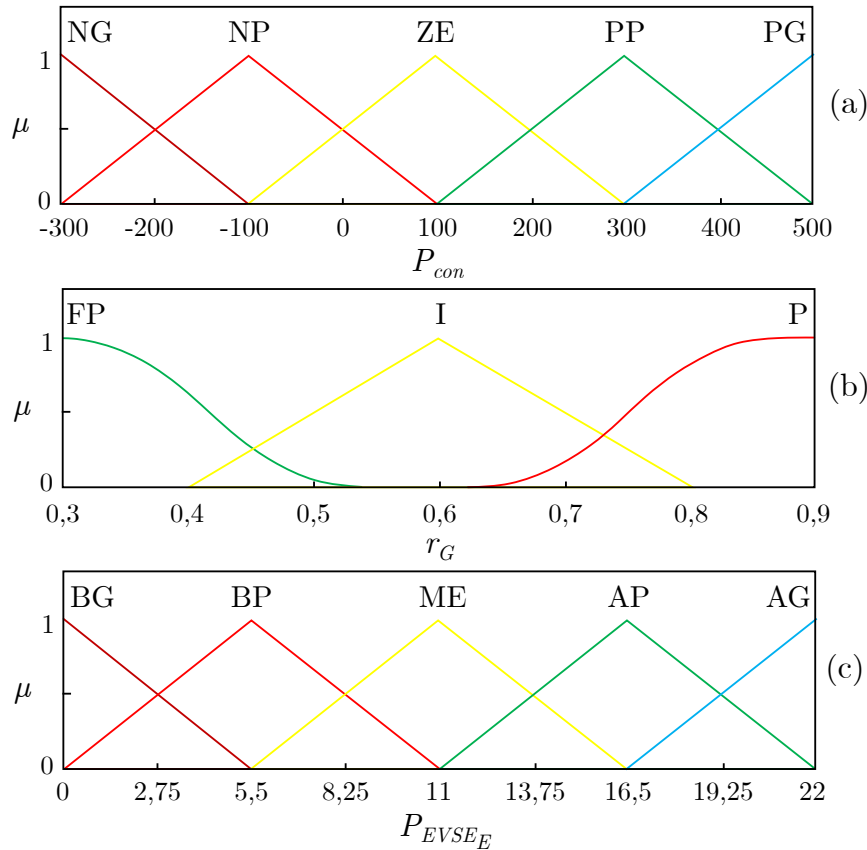 NG NP ZE PP PG
1
(a)
μ
0
-300 -200 -100 0 100 200 300 400 500
P_con
FP I P
1
(b)
μ
0
0,3 0,4 0,5 0,6 0,7 0,8 0,9
r_G
BG BP ME AP AG
1
(c)
μ
0
0 2,75 5,5 8,25 11 13,75 16,5 19,25 22
P_EVSE_E